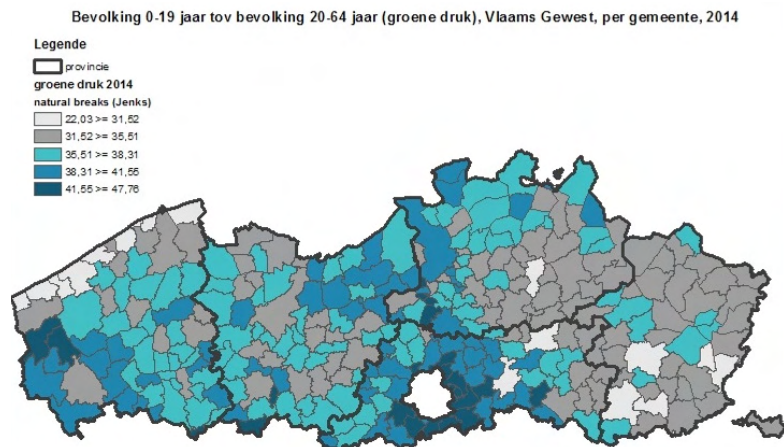 Bevolking 0-19 jaar tov bevolking 20-64 jaar (groene druk), Vlaams Gewest, per gemeente, 2014
Legende
provincie
groene druk 2014
natural breaks (Jenks)
22,03 >= 31,52
31,52 >= 35,51
35,51 >= 38,31
38,31 >= 41,55
41,55 >= 47,76